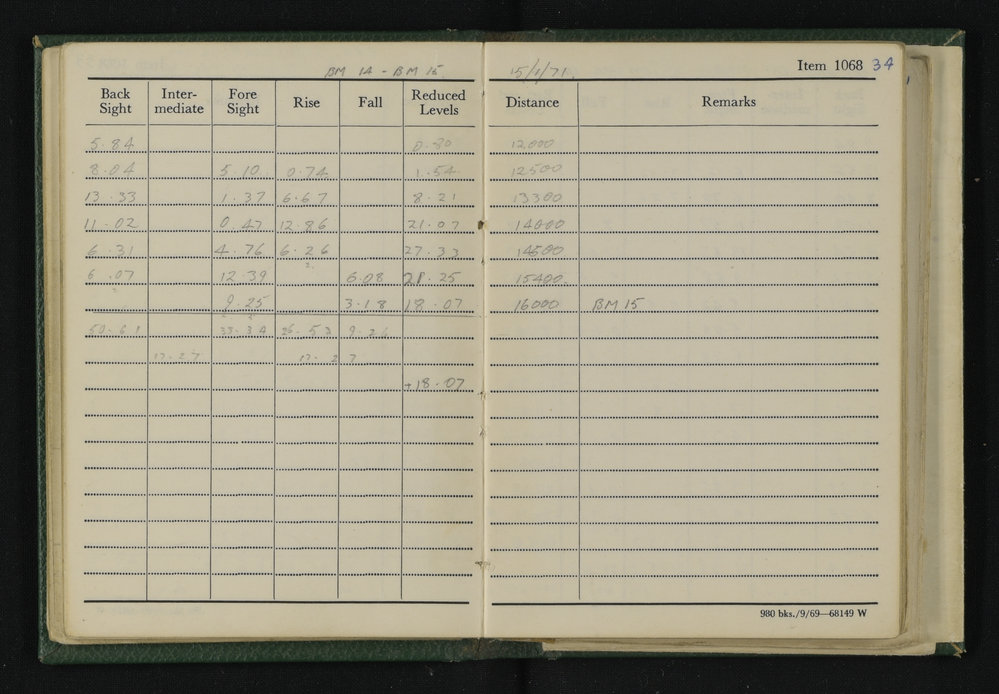 BM 14 - BM 15 15/1/71 Item 1068 34
Back Sight Inter-mediate Fore Sight Rise Fall Reduced Levels Distance Remarks
5.84 0.80 12000
8.04 5.10 0.74 1.54 12500
13.33 1.37 6.67 8.21 13300
11.02 0.47 12.86 21.07 14000
6.31 4.76 6.26 27.33 14500
6.07 12.39 6.08 21.25 15400
9.25 3.18 18.07 16000 BM 15
50.61 33.34 26.53 9.26
17.27 17.27
+18.07
980 bks./9/69—68149 W